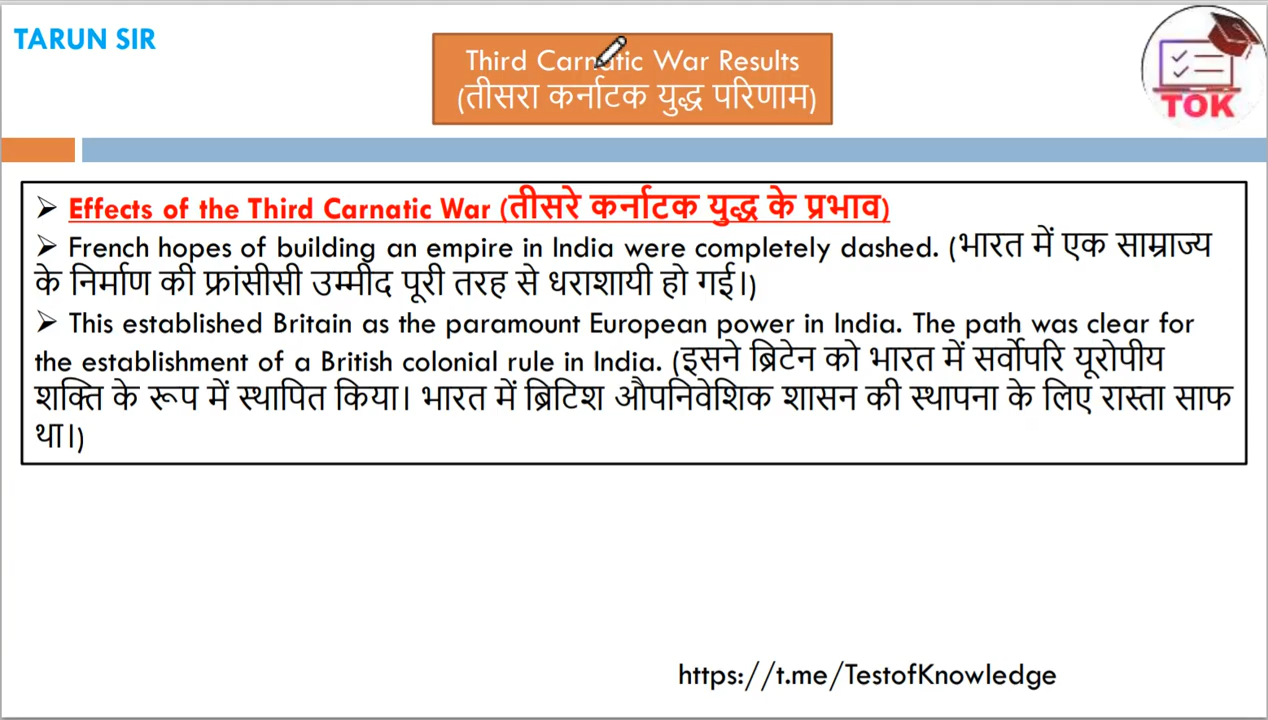 TARUN SIR
Third Carnatic War Results
(तीसरा कर्नाटक युद्ध परिणाम)
TOK
➢ Effects of the Third Carnatic War (तीसरे कर्नाटक युद्ध के प्रभाव)
➢ French hopes of building an empire in India were completely dashed. (भारत में एक साम्राज्य
के निर्माण की फ्रांसीसी उम्मीद पूरी तरह से धराशायी हो गई।)
➢ This established Britain as the paramount European power in India. The path was clear for
the establishment of a British colonial rule in India. (इसने ब्रिटेन को भारत में सर्वोपरि यूरोपीय
शक्ति के रूप में स्थापित किया। भारत में ब्रिटिश औपनिवेशिक शासन की स्थापना के लिए रास्ता साफ
था।)
https://t.me/TestofKnowledge